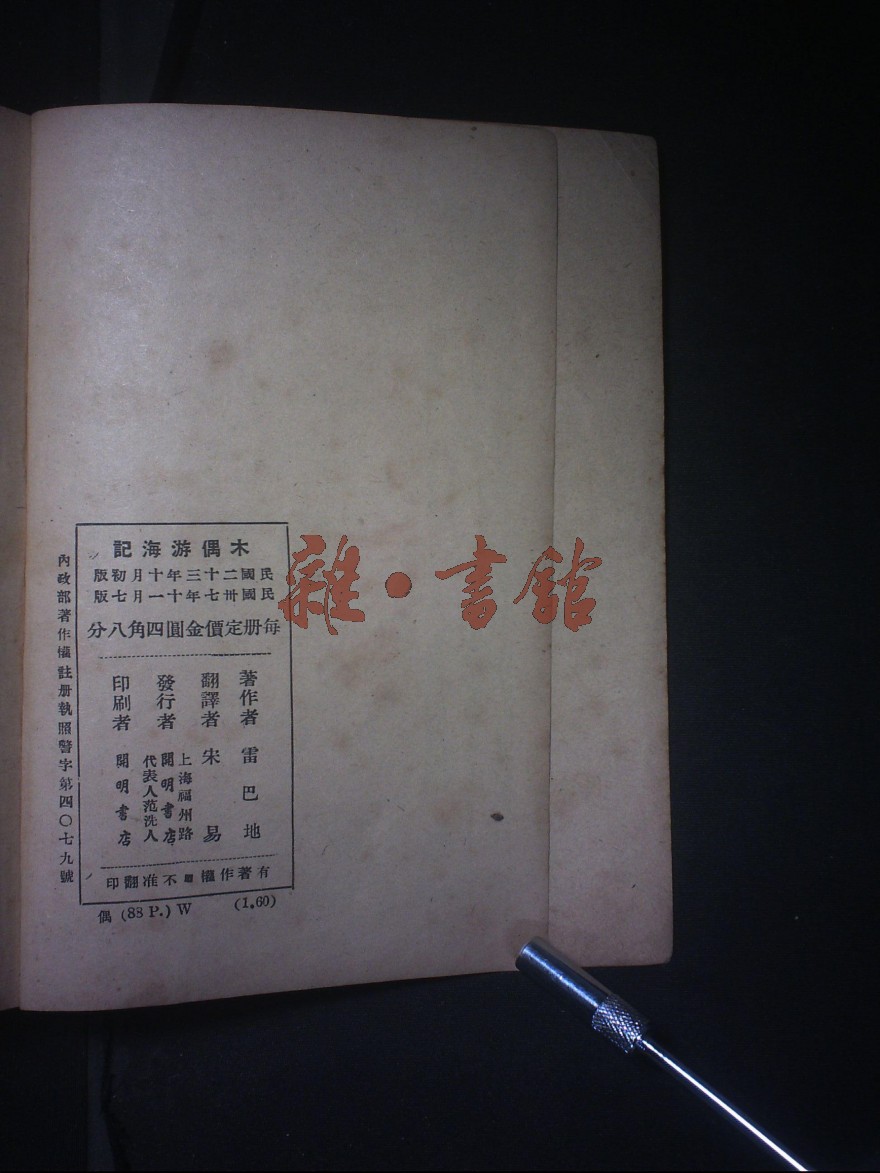 木偶游海記
民國二十三年十月初版
民國卅七年十一月七版
每册定價金圓四角八分
著作者 雷巴地
翻譯者 宋易
發行者 上海福州路 開明書店 代表人范洗人
印刷者 開明書店
有著作權不准翻印
內政部著作權註册執照警字第四〇七九號
偶 (88 P.) W (1.60)
雜·書館